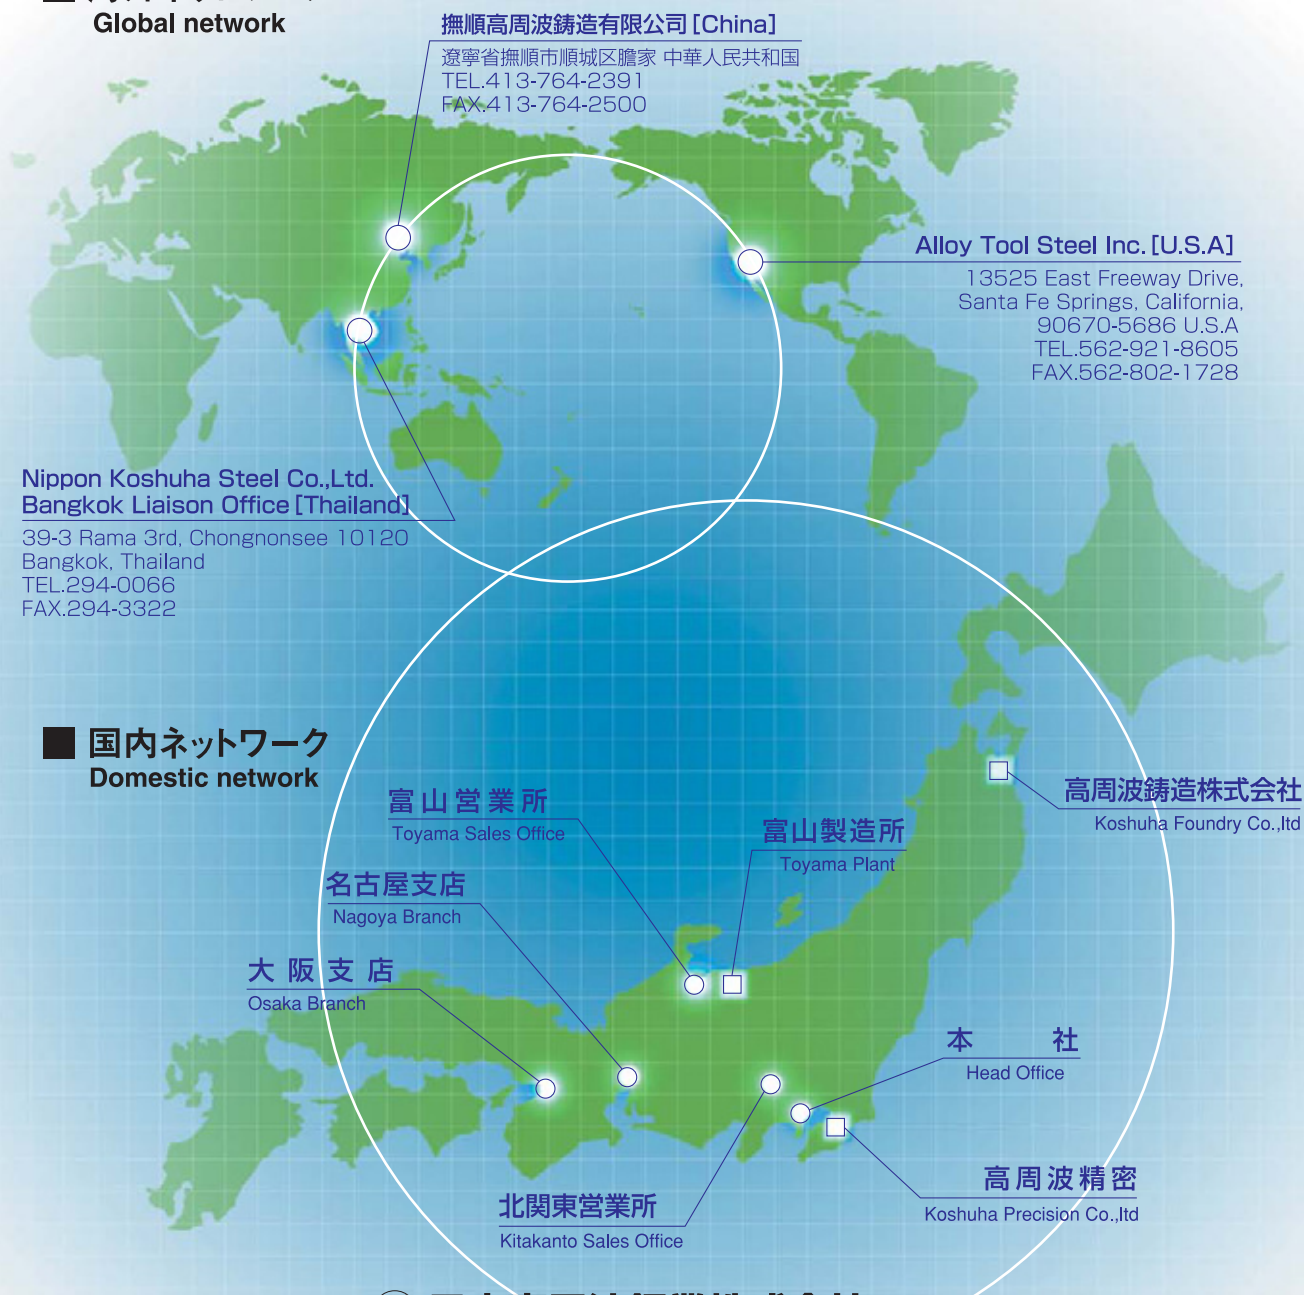 Global network
撫順高周波鋳造有限公司[China]
遼寧省撫順市順城区膽家 中華人民共和国
TEL.413-764-2391
FAX.413-764-2500
Alloy Tool Steel Inc.[U.S.A]
13525 East Freeway Drive,
Santa Fe Springs, California,
90670-5686 U.S.A
TEL.562-921-8605
FAX.562-802-1728
Nippon Koshuha Steel Co.,Ltd.
Bangkok Liaison Office[Thailand]
39-3 Rama 3rd, Chongnonsee 10120
Bangkok, Thailand
TEL.294-0066
FAX.294-3322
■ 国内ネットワーク
Domestic network
高周波鋳造株式会社
Koshuha Foundry Co.,ltd
富山営業所
Toyama Sales Office
富山製造所
Toyama Plant
名古屋支店
Nagoya Branch
大阪支店
Osaka Branch
本社
Head Office
高周波精密
Koshuha Precision Co.,ltd
北関東営業所
Kitakanto Sales Office